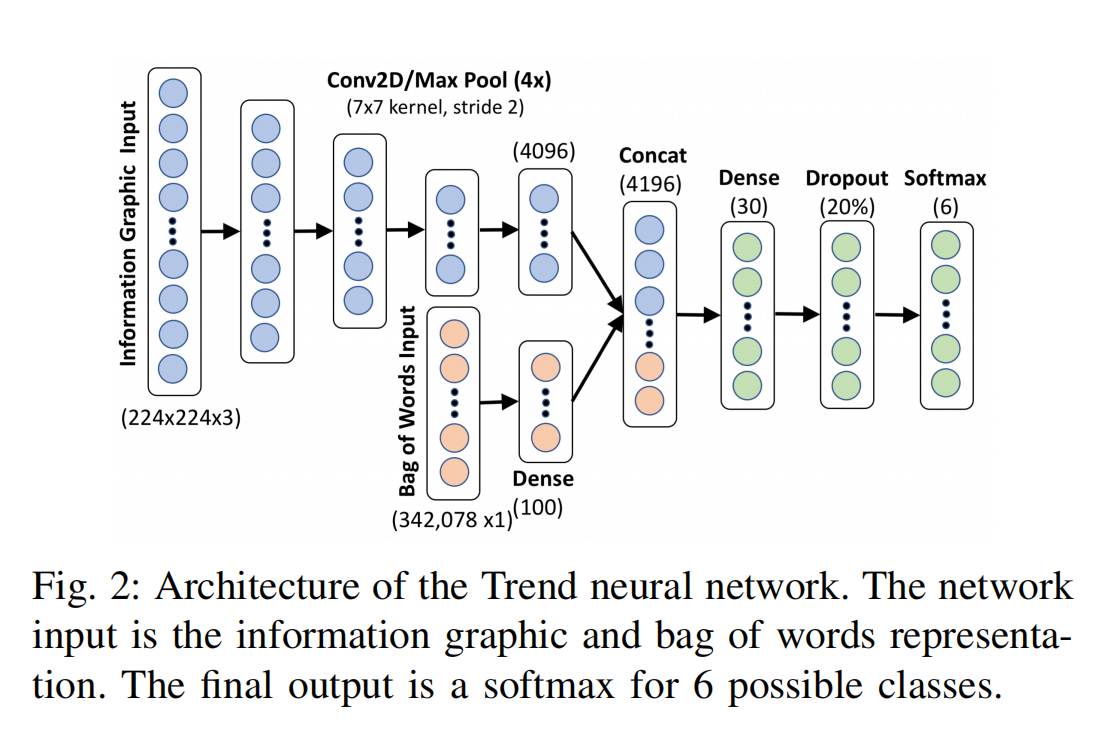 Information Graphic Input
(224x224x3)
Conv2D/Max Pool (4x)
(7x7 kernel, stride 2)
(4096)
Bag of Words Input
(342,078 x1)
Dense
(100)
Concat
(4196)
Dense
(30)
Dropout
(20%)
Softmax
(6)
Fig. 2: Architecture of the Trend neural network. The network
input is the information graphic and bag of words representa-
tion. The final output is a softmax for 6 possible classes.